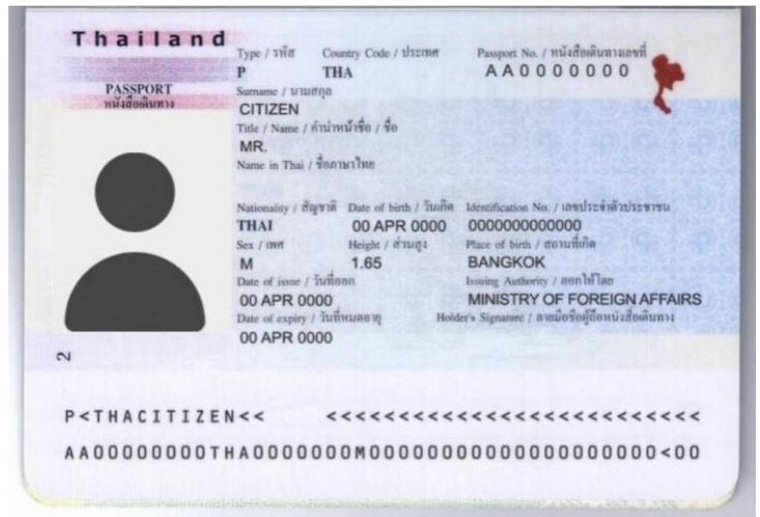 Thailand
PASSPORT
หนังสือเดินทาง
Type / รหัส Country Code / ประเทศ Passport No. / หนังสือเดินทางเลขที่
P THA AA0000000
Surname / นามสกุล
CITIZEN
Title / Name / คำนำหน้าชื่อ / ชื่อ
MR.
Name in Thai / ชื่อภาษาไทย
Nationality / สัญชาติ Date of birth / วันเกิด Identification No. / เลขประจำตัวประชาชน
THAI 00 APR 0000 0000000000000
Sex / เพศ Height / ส่วนสูง Place of birth / สถานที่เกิด
M 1.65 BANGKOK
Date of issue / วันที่ออก Issuing Authority / ออกให้โดย
00 APR 0000 MINISTRY OF FOREIGN AFFAIRS
Date of expiry / วันที่หมดอายุ Holder's Signature / ลายมือชื่อผู้ถือหนังสือเดินทาง
00 APR 0000
2
P<THACITIZEN<< <<<<<<<<<<<<<<<<<<<<<<<<<<
AA00000000THA0000000M0000000000000000000000<00